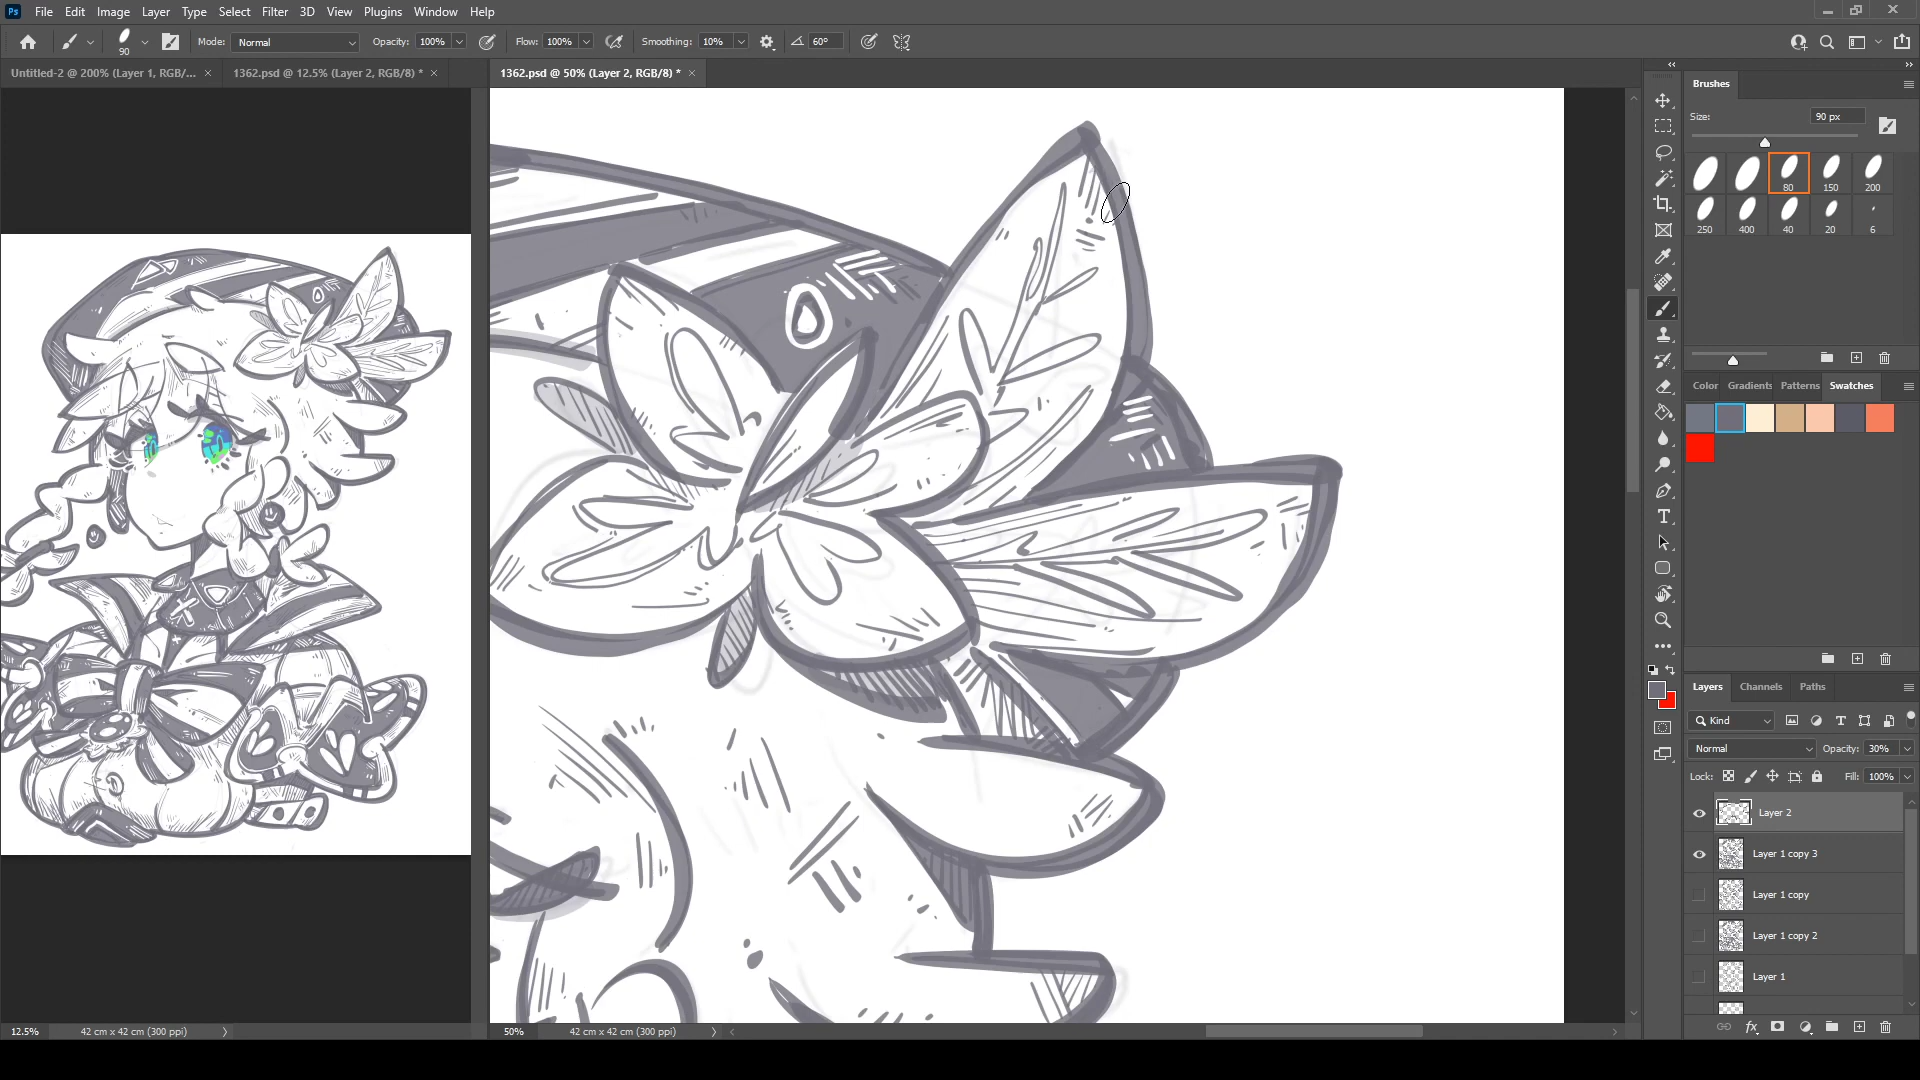 Ps File Edit Image Layer Type Select Filter 3D View Plugins Window Help
90 Mode: Normal Opacity: 100% Flow: 100% Smoothing: 10% 60°
Untitled-2 @ 200% (Layer 1, RGB/... × 1362.psd @ 12.5% (Layer 2, RGB/8) * × 1362.psd @ 50% (Layer 2, RGB/8) * ×
Brushes
Size: 90 px
80 150 200
250 400 40 20 6
Color Gradients Patterns Swatches
Layers Channels Paths
Kind
Normal Opacity: 30%
Lock: Fill: 100%
Layer 2
Layer 1 copy 3
Layer 1 copy
Layer 1 copy 2
Layer 1
12.5% 42 cm x 42 cm (300 ppi) 50% 42 cm x 42 cm (300 ppi)